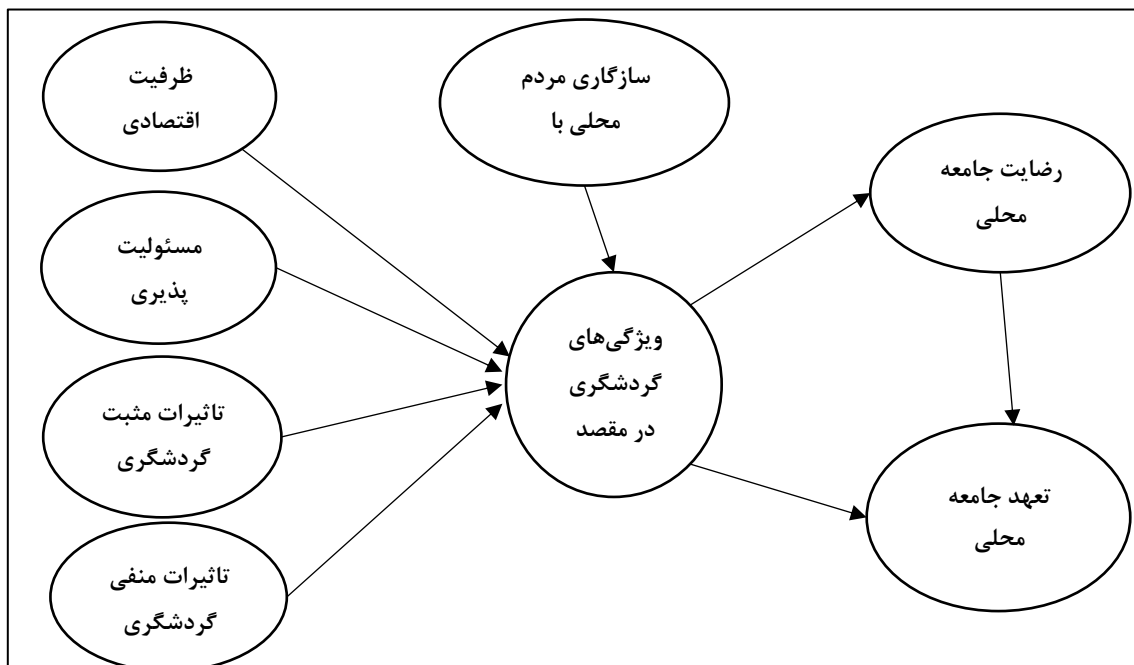 ظرفیت
اقتصادی
سازگاری مردم
محلی با
رضایت جامعه
محلی
مسئولیت
پذیری
ویژگی‌های
گردشگری
در مقصد
تاثیرات مثبت
گردشگری
تعهد جامعه
محلی
تاثیرات منفی
گردشگری